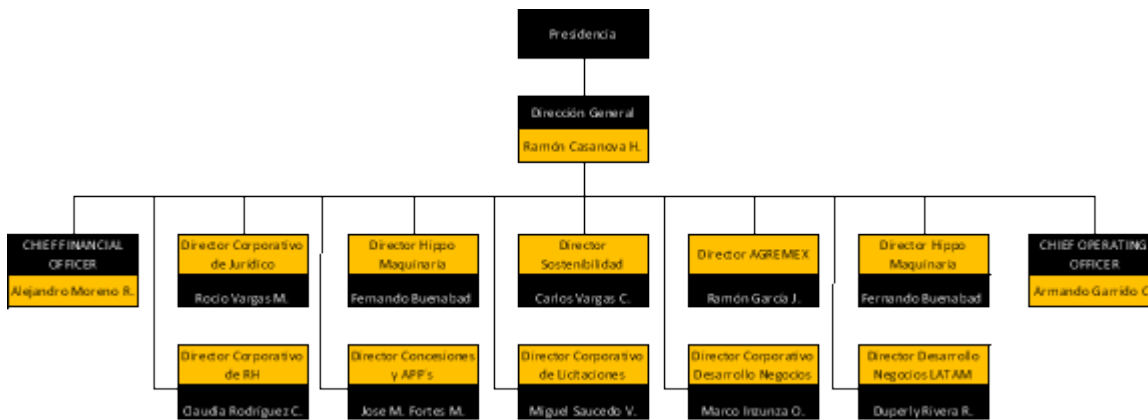 Presidencia
Dirección General
Ramón Casanova H.
CHIEF FINANCIAL
OFFICER
Alejandro Moreno R.
Director Corporativo
de Jurídico
Rocio Vargas M.
Director Hippo
Maquinaria
Fernando Buenabad
Director
Sostenibilidad
Carlos Vargas C.
Director AGREMEX
Ramón García J.
Director Hippo
Maquinaria
Fernando Buenabad
CHIEF OPERATING
OFFICER
Armando Garrido C.
Director Corporativo
de RH
Claudia Rodríguez C.
Director Concesiones
y APP's
Jose M. Fortes M.
Director Corporativo
de Licitaciones
Miguel Saucedo V.
Director Corporativo
Desarrollo Negocios
Marco Inzunza O.
Director Desarrollo
Negocios LATAM
Duperly Rivera R.